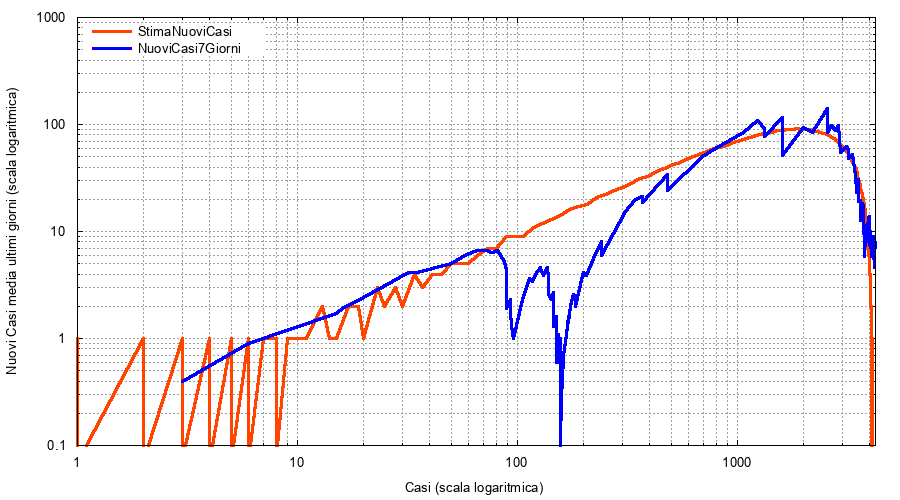 1000
100
10
1
0.1
Nuovi Casi media ultimi giorni (scala logaritmica)
StimaNuoviCasi
NuoviCasi7Giorni
1
10
100
1000
Casi (scala logaritmica)